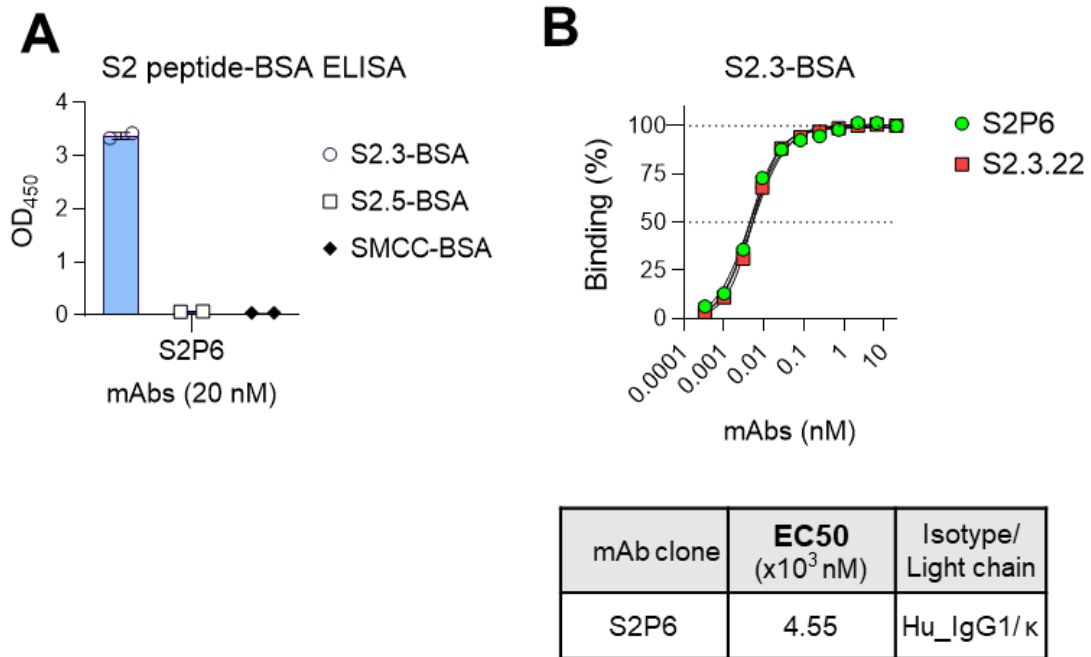 A
S2 peptide-BSA ELISA
4
3
2
1
0
OD450
S2P6
mAbs (20 nM)
S2.3-BSA
S2.5-BSA
SMCC-BSA
B
S2.3-BSA
100
75
50
25
0
Binding (%)
0.0001
0.001
0.01
0.1
1
10
mAbs (nM)
S2P6
S2.3.22
mAb clone
EC50
(x10³ nM)
Isotype/
Light chain
S2P6
4.55
Hu_IgG1/κ